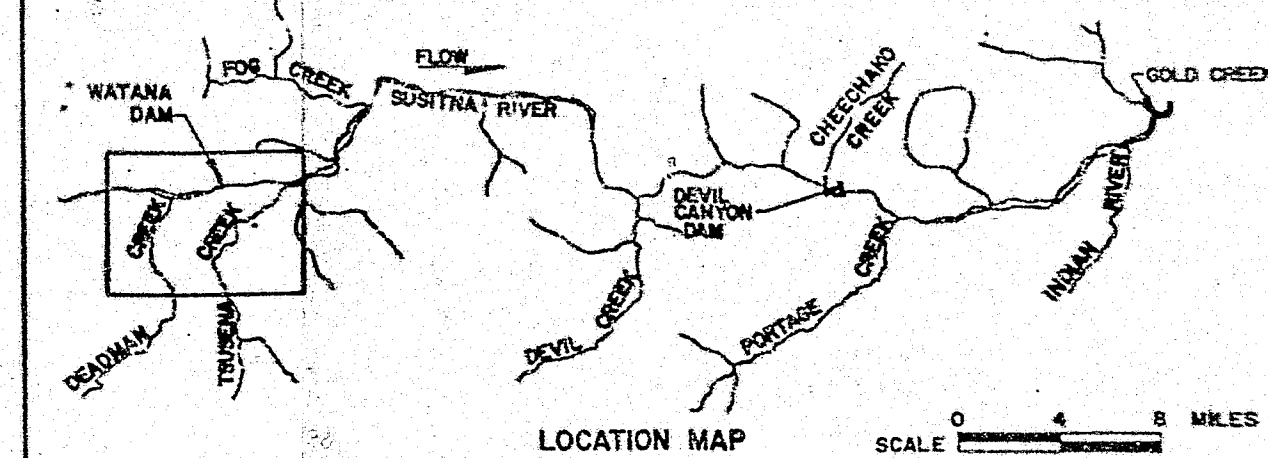 FOG CREEK
FLOW
SUSITNA RIVER
WATANA
DAM
CHEECHAKO
CREEK
GOLD CREEK
DEVIL
CANYON
DAM
DEADMAN CREEK
TSUSENA CREEK
DEVIL CREEK
PORTAGE CREEK
INDIAN RIVER
LOCATION MAP
SCALE 0 4 8 MILES